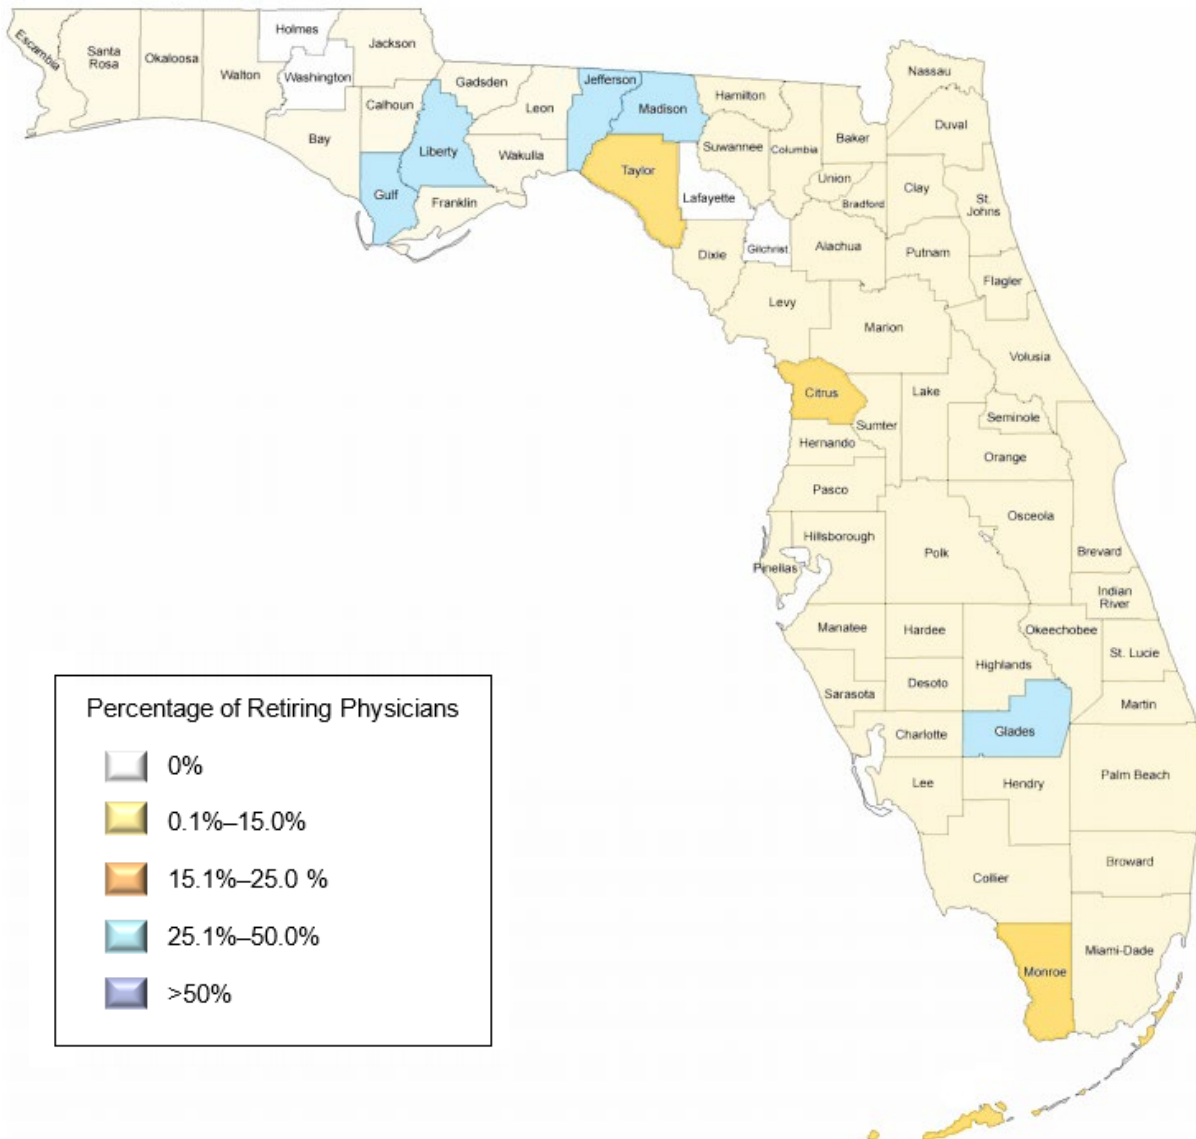 Holmes
Jackson
Escambia
Santa
Rosa
Okaloosa
Walton
Washington
Gadsden
Jefferson
Madison
Hamilton
Nassau
Calhoun
Leon
Duval
Bay
Liberty
Wakulla
Suwannee
Columbia
Baker
Taylor
Union
Clay
Gulf
Franklin
Lafayette
Bradford
St.
Johns
Dixie
Gilchrist
Alachua
Putnam
Flagler
Levy
Marion
Volusia
Citrus
Lake
Sumter
Seminole
Hernando
Orange
Pasco
Osceola
Hillsborough
Polk
Brevard
Pinellas
Indian
River
Manatee
Hardee
Okeechobee
St. Lucie
Highlands
Desoto
Sarasota
Martin
Charlotte
Glades
Palm Beach
Lee
Hendry
Broward
Collier
Miami-Dade
Monroe
Percentage of Retiring Physicians
0%
0.1%–15.0%
15.1%–25.0 %
25.1%–50.0%
>50%